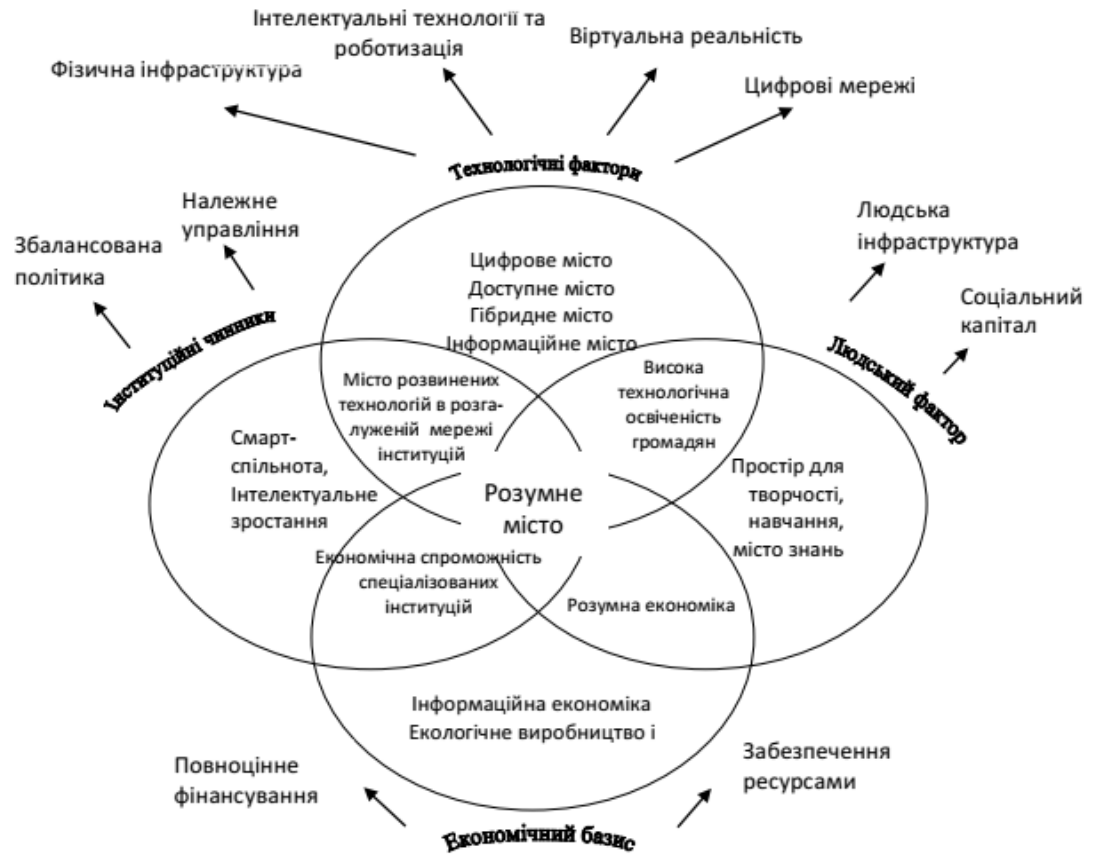 Інтелектуальні технології та
роботизація
Віртуальна реальність
Фізична інфраструктура
Цифрові мережі
Технологічні фактори
Належне
управління
Збалансована
політика
Людська
інфраструктура
Соціальний
капітал
Інституційні чинники
Людський фактор
Цифрове місто
Доступне місто
Гібридне місто
Інформаційне місто
Місто розвинених
технологій в розга-
луженій мережі
інституцій
Висока
технологічна
освіченість
громадян
Смарт-
спільнота,
Інтелектуальне
зростання
Розумне
місто
Простір для
творчості,
навчання,
місто знань
Економічна спроможність
спеціалізованих
інституцій
Розумна економіка
Інформаційна економіка
Екологічне виробництво і
Повноцінне
фінансування
Забезпечення
ресурсами
Економічний базис